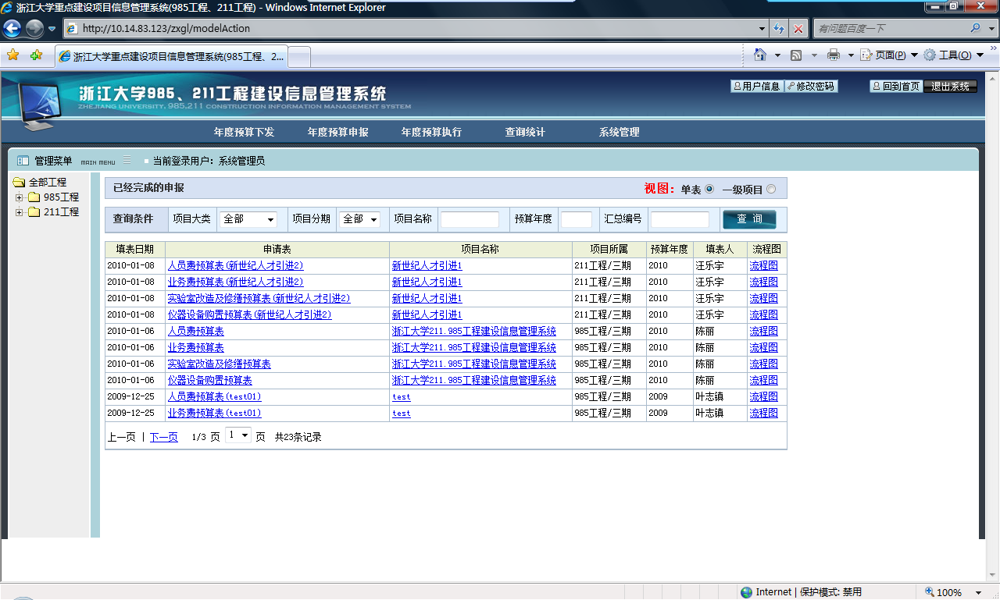 浙江大学重点建设项目信息管理系统(985工程、211工程) - Windows Internet Explorer
http://10.14.83.123/zxgl/modelAction
有问题百度一下
浙江大学重点建设项目信息管理系统(985工程、2...
页面(P) 工具(O)
浙江大学985、211工程建设信息管理系统
ZHEJIANG UNIVERSITY, 985,211 CONSTRUCTION INFORMATION MANAGEMENT SYSTEM
用户信息 修改密码 回到首页 退出系统
年度预算下发 年度预算申报 年度预算执行 查询统计 系统管理
管理菜单 MAIN MENU 当前登录用户: 系统管理员
全部工程
985工程
211工程
已经完成的申报 视图: 单表 一级项目
查询条件 项目大类 全部 项目分期 全部 项目名称 预算年度 汇总编号 查 询
填表日期 申请表 项目名称 项目所属 预算年度 填表人 流程图
2010-01-08 人员费预算表(新世纪人才引进2) 新世纪人才引进1 211工程/三期 2010 汪乐宇 流程图
2010-01-08 业务费预算表(新世纪人才引进2) 新世纪人才引进1 211工程/三期 2010 汪乐宇 流程图
2010-01-08 实验室改造及修缮预算表(新世纪人才引进2) 新世纪人才引进1 211工程/三期 2010 汪乐宇 流程图
2010-01-08 仪器设备购置预算表(新世纪人才引进2) 新世纪人才引进1 211工程/三期 2010 汪乐宇 流程图
2010-01-06 人员费预算表 浙江大学211.985工程建设信息管理系统 985工程/三期 2010 陈丽 流程图
2010-01-06 业务费预算表 浙江大学211.985工程建设信息管理系统 985工程/三期 2010 陈丽 流程图
2010-01-06 实验室改造及修缮预算表 浙江大学211.985工程建设信息管理系统 985工程/三期 2010 陈丽 流程图
2010-01-06 仪器设备购置预算表 浙江大学211.985工程建设信息管理系统 985工程/三期 2010 陈丽 流程图
2009-12-25 人员费预算表(test01) test 985工程/三期 2009 叶志镇 流程图
2009-12-25 业务费预算表(test01) test 985工程/三期 2009 叶志镇 流程图
上一页 | 下一页 1/3 页 1 页 共23条记录
Internet | 保护模式: 禁用 100%